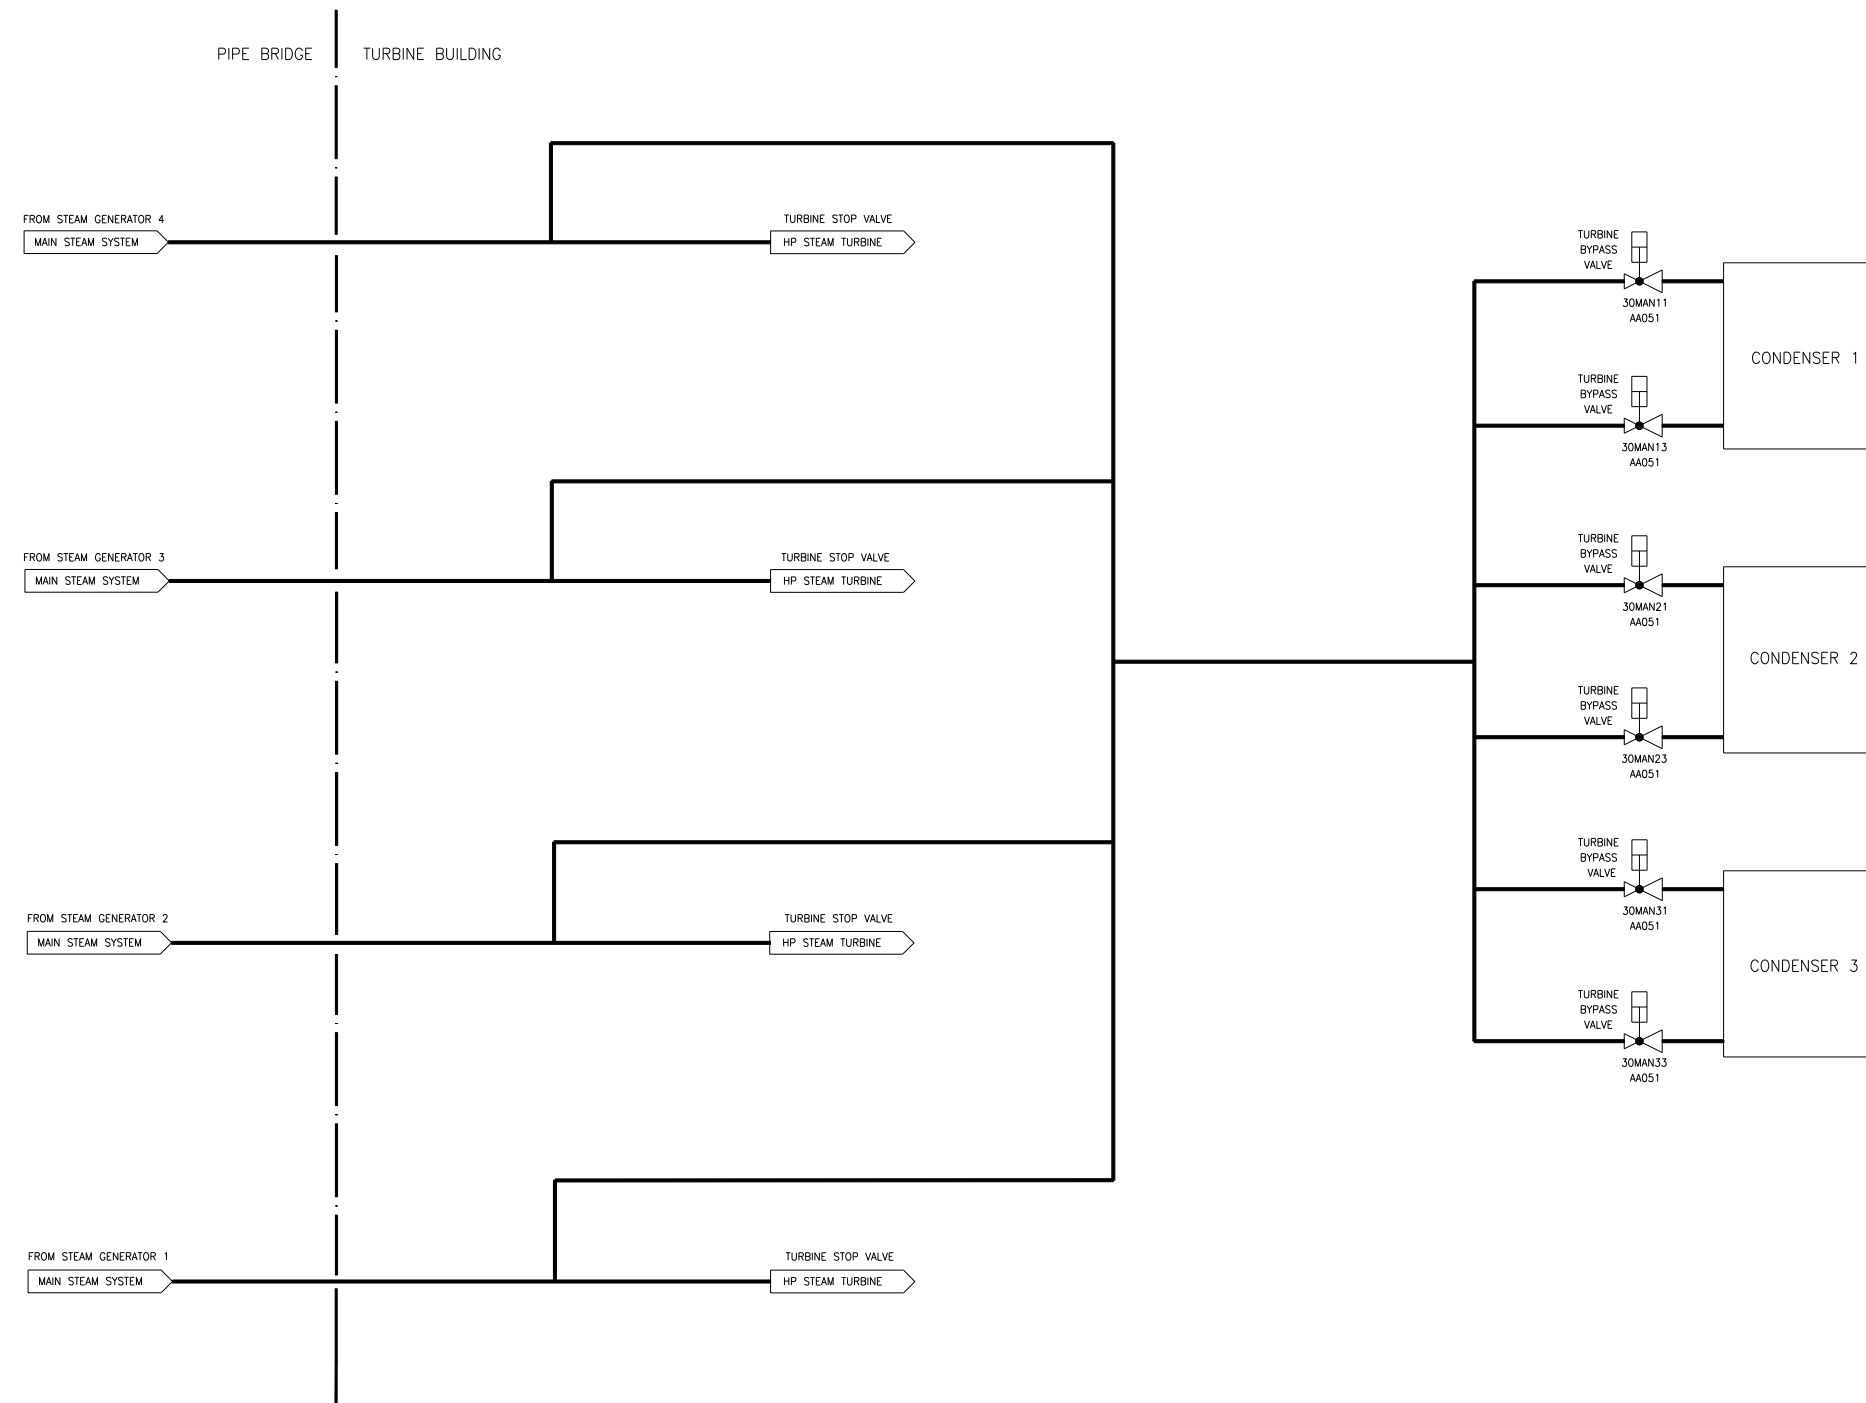 PIPE BRIDGE
TURBINE BUILDING
FROM STEAM GENERATOR 4
MAIN STEAM SYSTEM
TURBINE STOP VALVE
HP STEAM TURBINE
FROM STEAM GENERATOR 3
MAIN STEAM SYSTEM
TURBINE STOP VALVE
HP STEAM TURBINE
FROM STEAM GENERATOR 2
MAIN STEAM SYSTEM
TURBINE STOP VALVE
HP STEAM TURBINE
FROM STEAM GENERATOR 1
MAIN STEAM SYSTEM
TURBINE STOP VALVE
HP STEAM TURBINE
TURBINE
BYPASS
VALVE
30MAN11
AA051
TURBINE
BYPASS
VALVE
30MAN13
AA051
CONDENSER 1
TURBINE
BYPASS
VALVE
30MAN21
AA051
TURBINE
BYPASS
VALVE
30MAN23
AA051
CONDENSER 2
TURBINE
BYPASS
VALVE
30MAN31
AA051
TURBINE
BYPASS
VALVE
30MAN33
AA051
CONDENSER 3